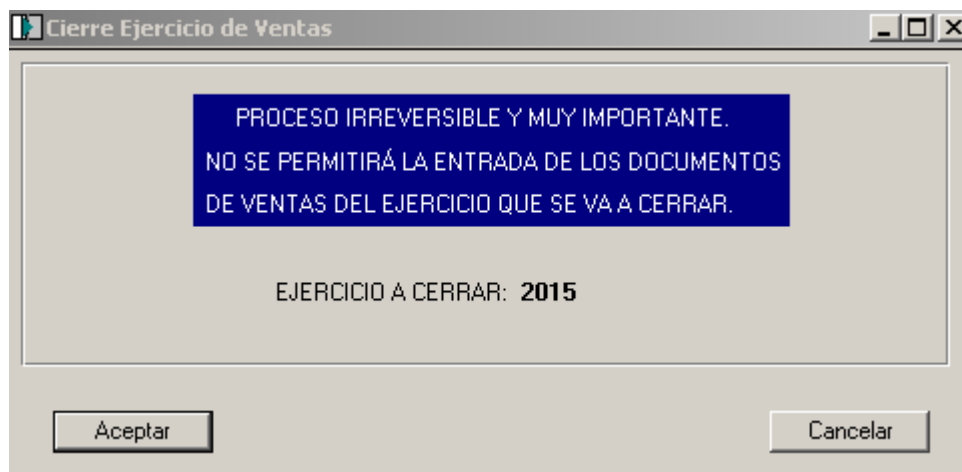 Cierre Ejercicio de Ventas
PROCESO IRREVERSIBLE Y MUY IMPORTANTE.
NO SE PERMITIRÁ LA ENTRADA DE LOS DOCUMENTOS
DE VENTAS DEL EJERCICIO QUE SE VA A CERRAR.
EJERCICIO A CERRAR: 2015
Aceptar
Cancelar